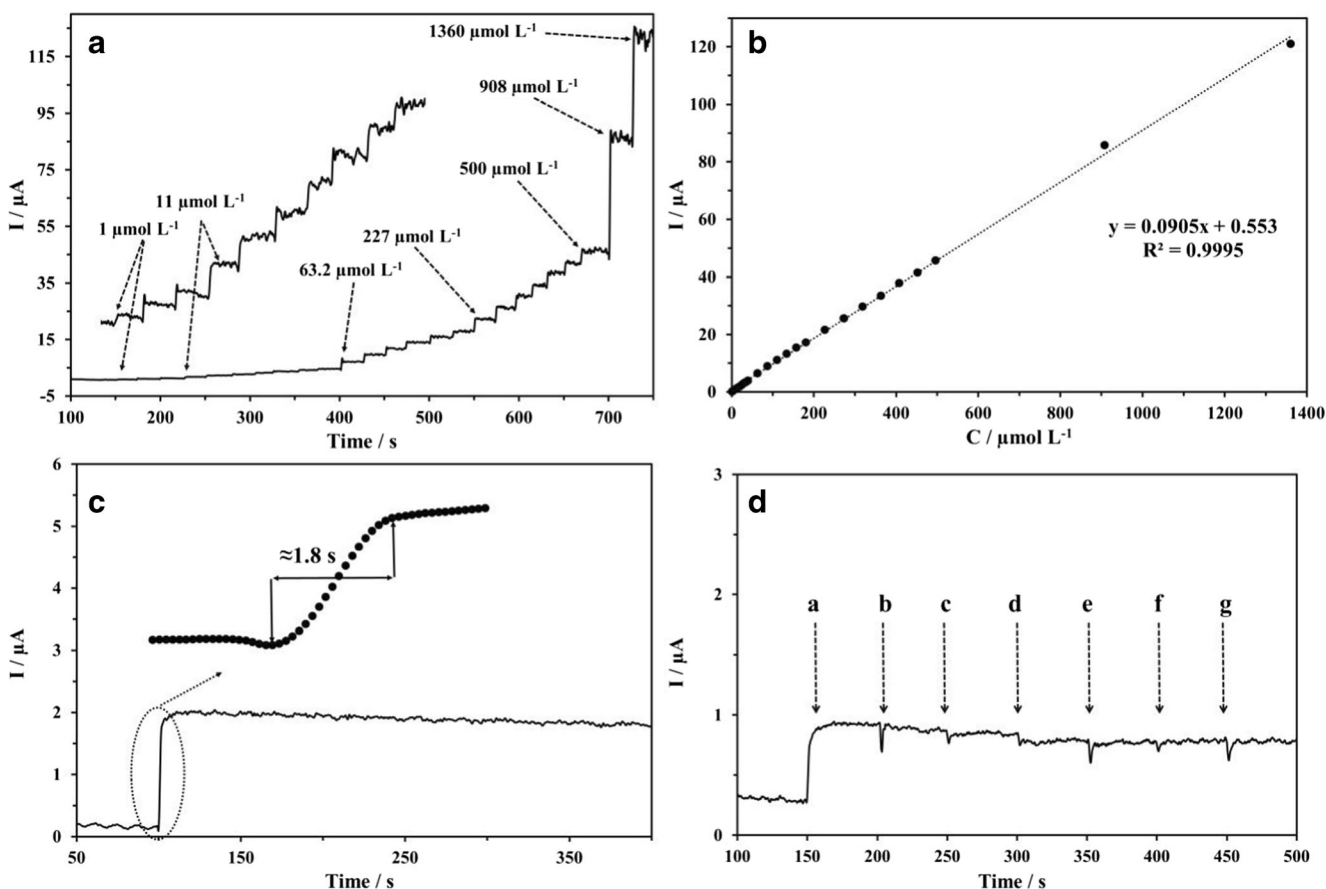 a
I / µA
115
95
75
55
35
15
-5
100
200
300
400
500
600
700
Time / s
1 µmol L-1
11 µmol L-1
63.2 µmol L-1
227 µmol L-1
500 µmol L-1
908 µmol L-1
1360 µmol L-1
b
I / µA
120
100
80
60
40
20
0
0
200
400
600
800
1000
1200
1400
C / µmol L-1
y = 0.0905x + 0.553
R² = 0.9995
c
I / µA
6
5
4
3
2
1
0
50
150
250
350
Time / s
≈1.8 s
d
I / µA
3
2
1
0
100
150
200
250
300
350
400
450
500
Time / s
a
b
c
d
e
f
g